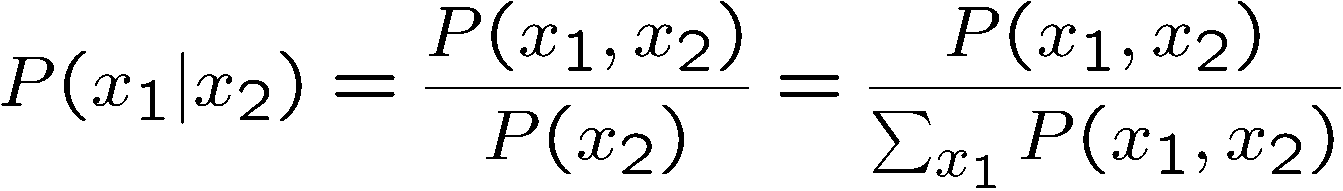 $P(x_1|x_2) = \frac{P(x_1, x_2)}{P(x_2)} = \frac{P(x_1, x_2)}{\sum_{x_1} P(x_1, x_2)}$